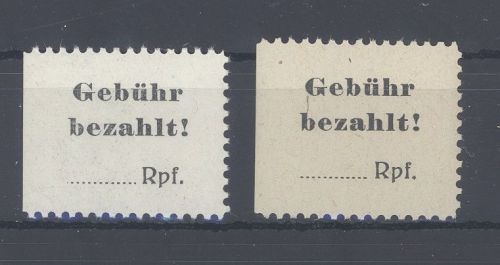 Gebühr
bezahlt!
............ Rpf.
Gebühr
bezahlt!
............ Rpf.